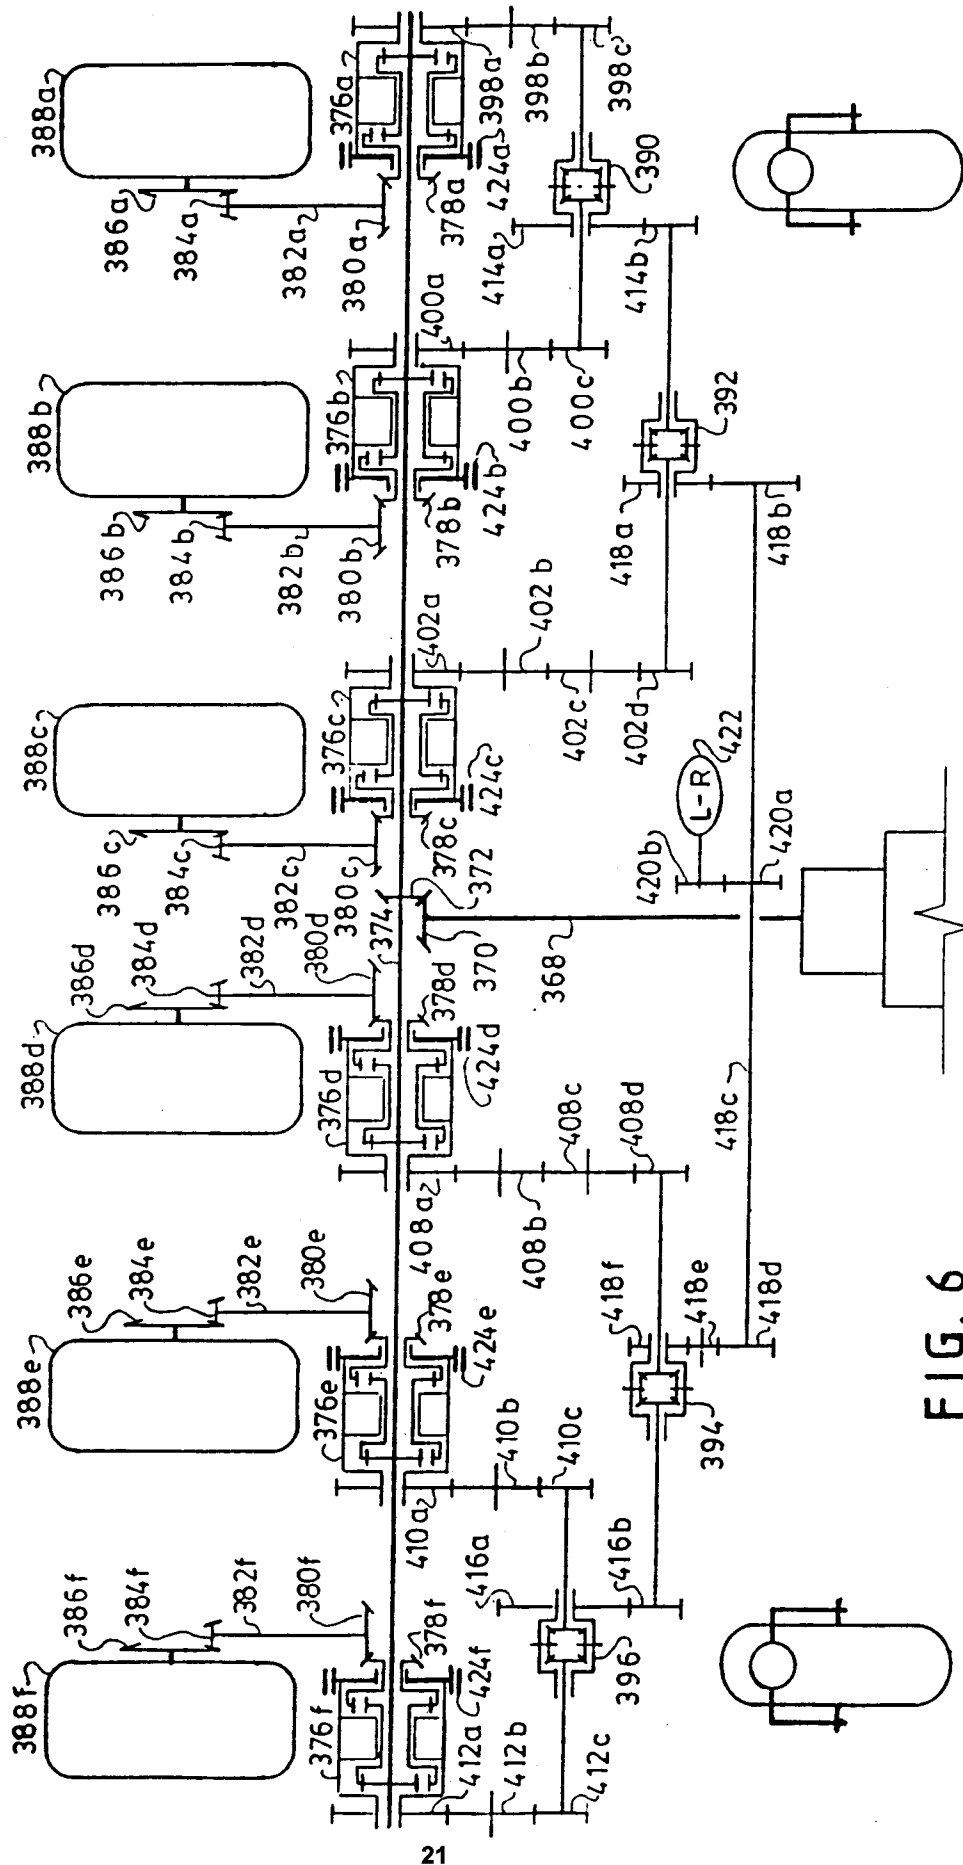 388a
388b
388c
388d
388e
388f
386a
384a
382a
380a
386b
384b
382b
380b
386c
384c
382c
380c
386d
384d
382d
380d
386e
384e
382e
380e
386f
384f
382f
380f
376a
376b
376c
374
376d
376e
376f
378a
424a
398a
398b
398c
378b
424b
400a
400b
400c
378c
424c
402a
402b
402c
402d
372
370
368
378d
424d
408a
408b
408c
408d
378e
424e
410a
410b
410c
378f
424f
412a
412b
412c
414a
390
414b
418a
392
418b
L-R
422
420b
420a
418c
418f
418e
418d
394
416a
416b
396
FIG. 6
21